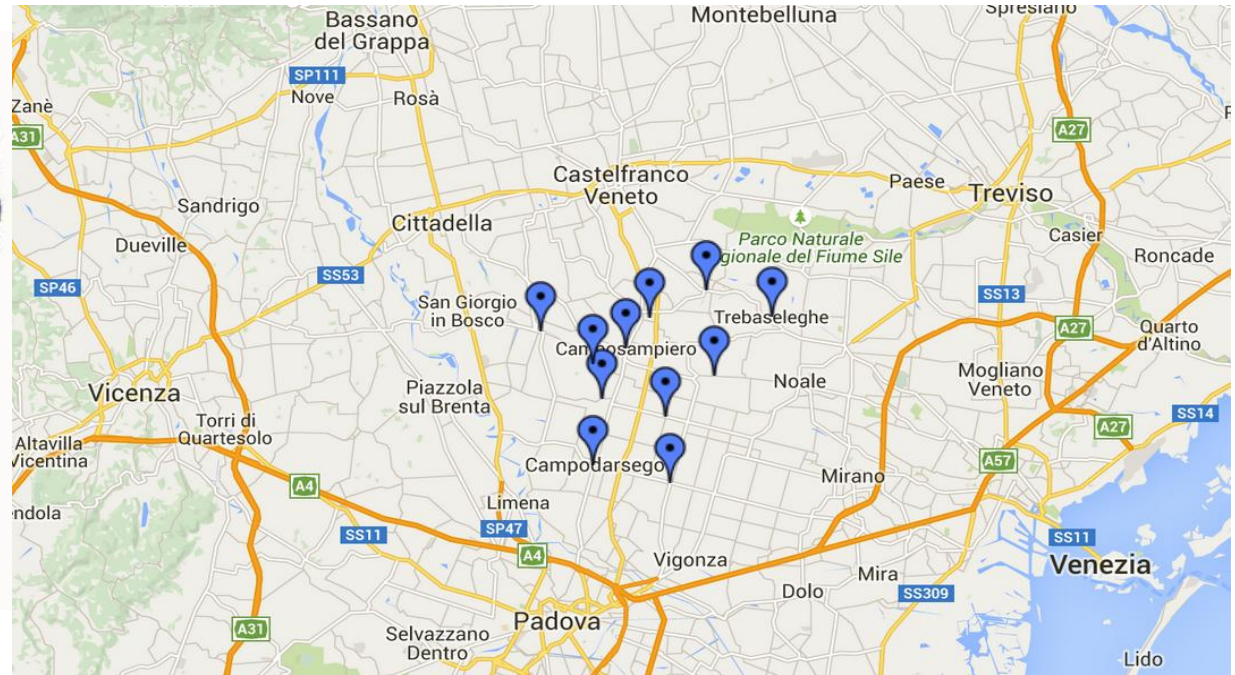 Bassano
del Grappa
Montebelluna
Spresiano
SP111
Nove
Rosà
Zanè
A31
A27
Castelfranco
Veneto
Paese
Treviso
Sandrigo
Cittadella
Parco Naturale
gionale del Fiume Sile
Casier
Dueville
Roncade
SS53
SP46
San Giorgio
in Bosco
SS13
Trebaseleghe
A27
Quarto
d'Altino
Camposampiero
Mogliano
Veneto
Noale
Vicenza
Piazzola
sul Brenta
SS14
Torri di
Quartesolo
A27
Altavilla
Vicentina
Campodarsego
A57
Mirano
A4
Limena
endola
SS11
SP47
SS11
A4
Vigonza
Venezia
Mira
Dolo
SS309
Padova
A31
Selvazzano
Dentro
Lido